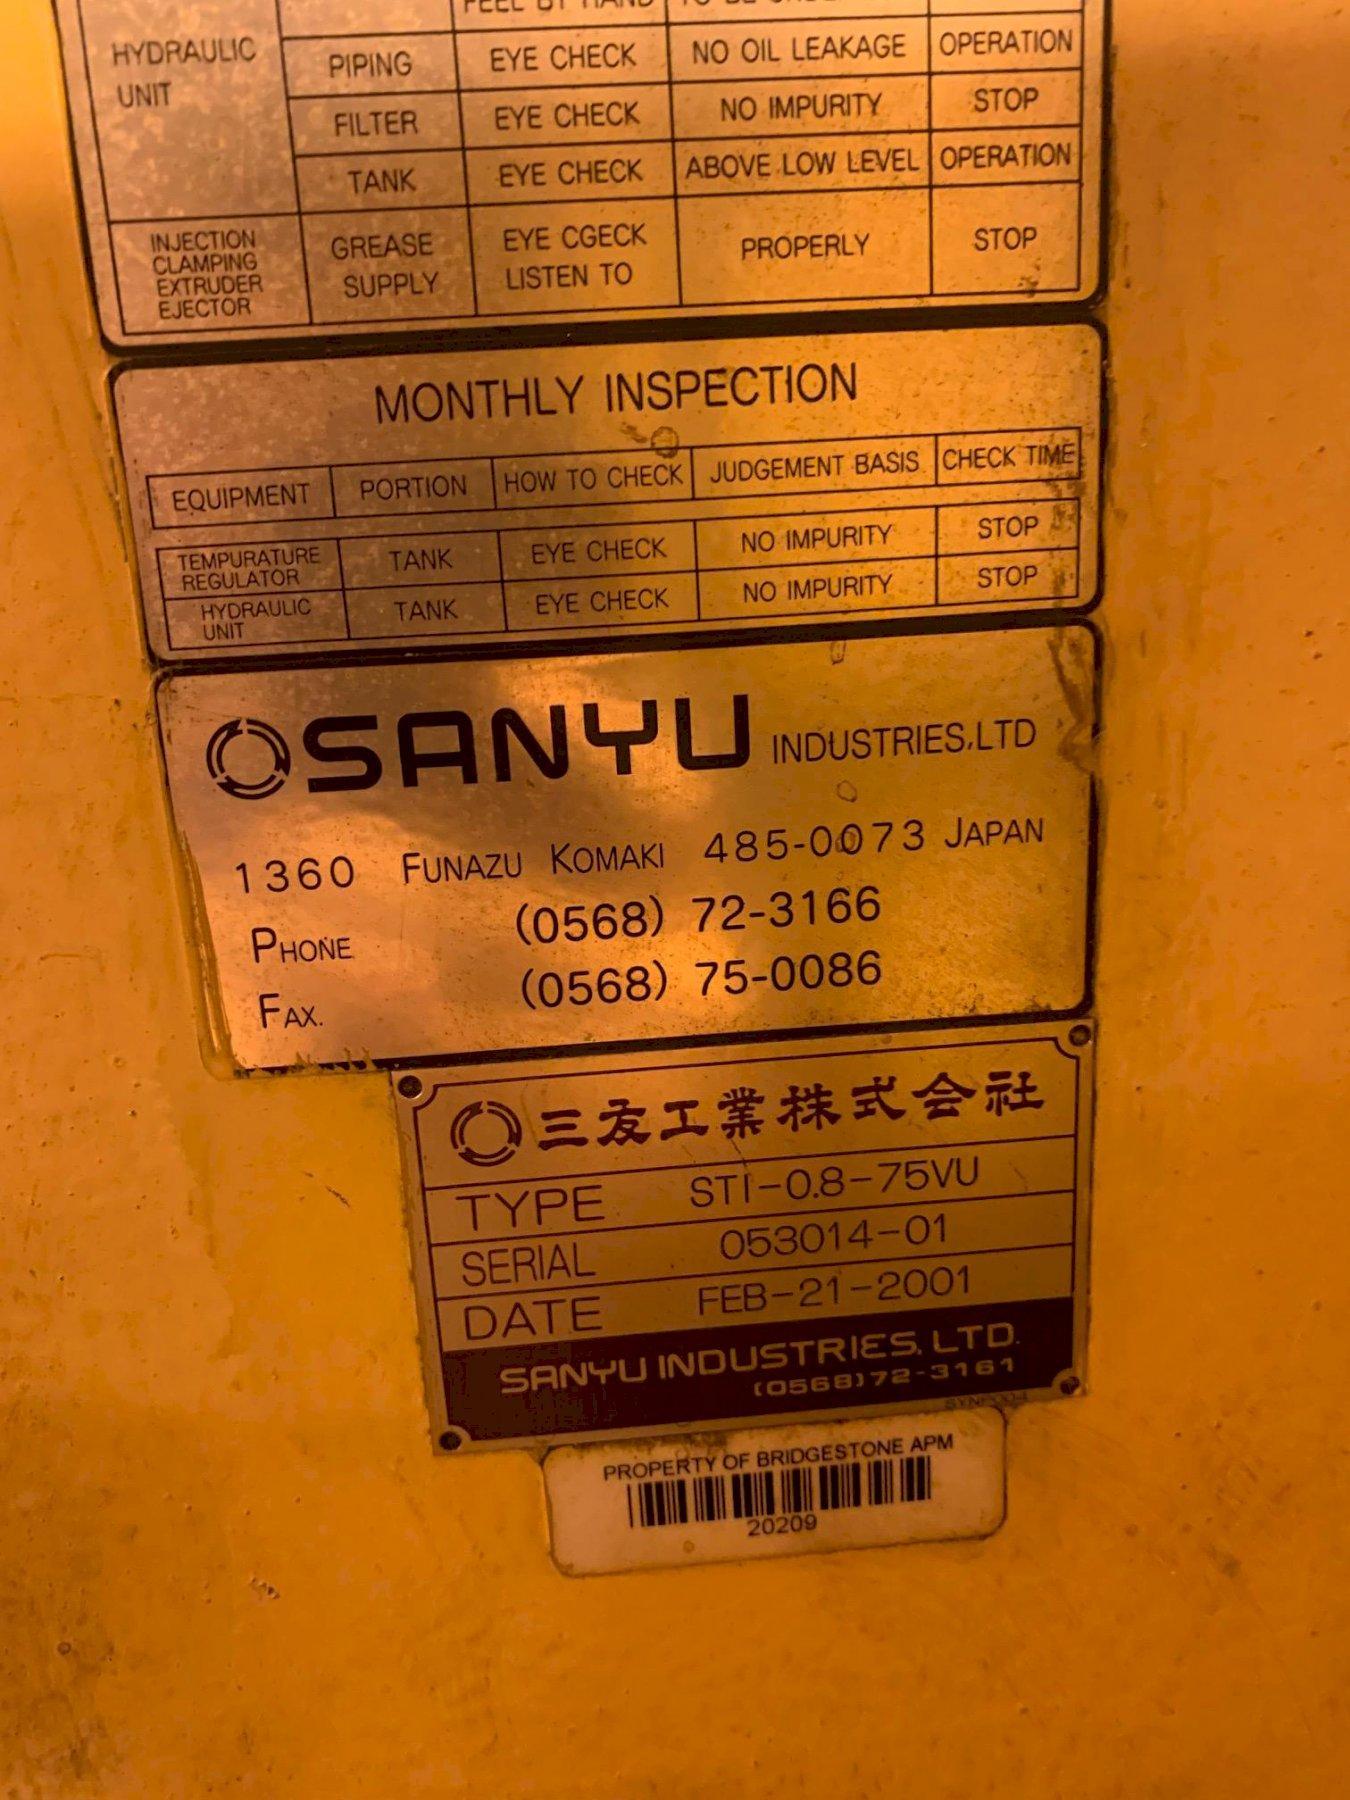 FEEL BY HAND
HYDRAULIC UNIT PIPING EYE CHECK NO OIL LEAKAGE OPERATION
FILTER EYE CHECK NO IMPURITY STOP
TANK EYE CHECK ABOVE LOW LEVEL OPERATION
INJECTION CLAMPING EXTRUDER EJECTOR GREASE SUPPLY EYE CGECK LISTEN TO PROPERLY STOP
MONTHLY INSPECTION
EQUIPMENT PORTION HOW TO CHECK JUDGEMENT BASIS CHECK TIME
TEMPURATURE REGULATOR TANK EYE CHECK NO IMPURITY STOP
HYDRAULIC UNIT TANK EYE CHECK NO IMPURITY STOP
SANYU INDUSTRIES,LTD
1360 FUNAZU KOMAKI 485-0073 JAPAN
PHONE (0568) 72-3166
FAX. (0568) 75-0086
三友工業株式会社
TYPE STI-0.8-75VU
SERIAL 053014-01
DATE FEB-21-2001
SANYU INDUSTRIES, LTD.
(0568)72-3161
PROPERTY OF BRIDGESTONE APM
20209